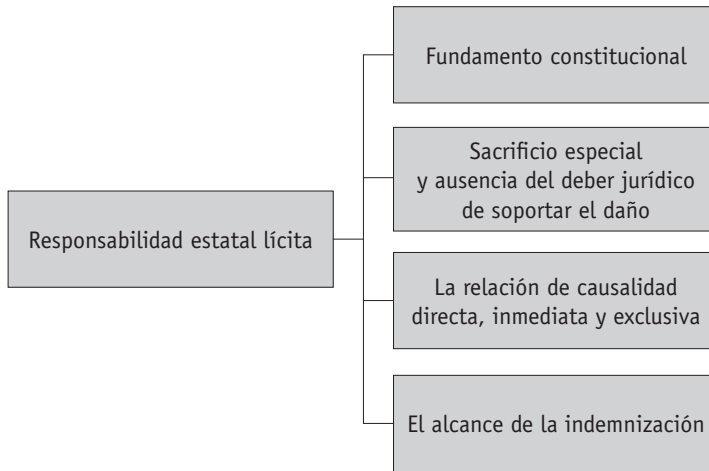 Fundamento constitucional
Sacrificio especial
y ausencia del deber jurídico
de soportar el daño
Responsabilidad estatal lícita
La relación de causalidad
directa, inmediata y exclusiva
El alcance de la indemnización